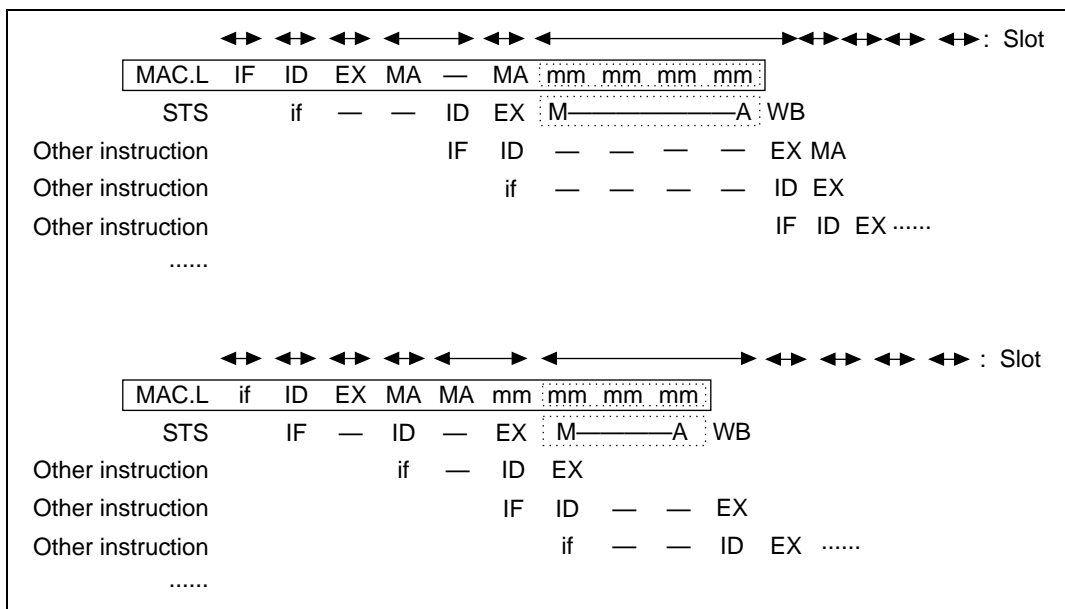 : Slot
MAC.L IF ID EX MA — MA mm mm mm mm
STS if — — ID EX M———————A WB
Other instruction IF ID — — — — EX MA
Other instruction if — — — — ID EX
Other instruction IF ID EX ······
······
: Slot
MAC.L if ID EX MA MA mm mm mm mm
STS IF — ID — EX M————A WB
Other instruction if — ID EX
Other instruction IF ID — — EX
Other instruction if — — ID EX ······
······